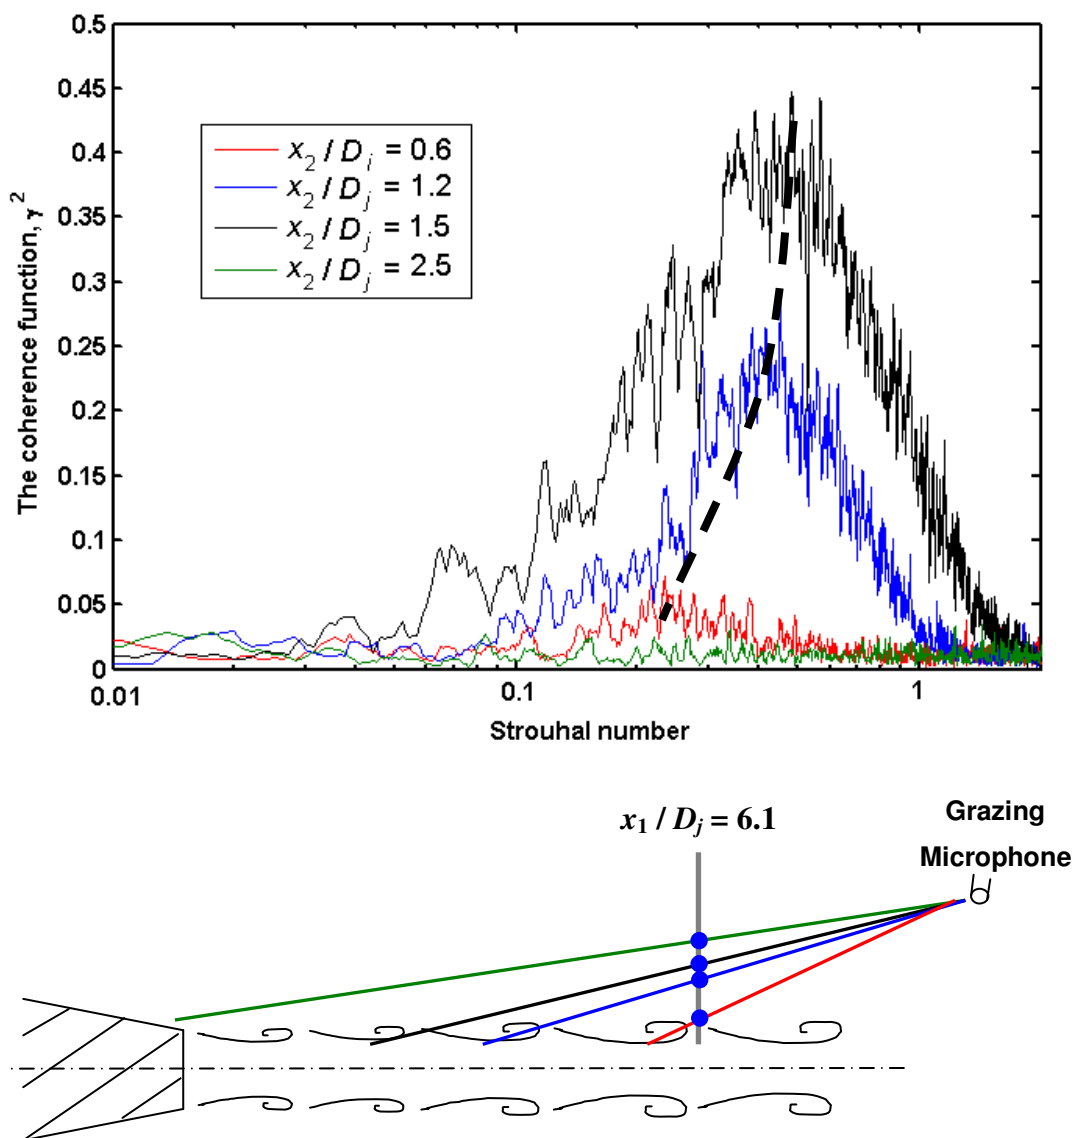 0.5
0.45
0.4
0.35
0.3
0.25
0.2
0.15
0.1
0.05
0
The coherence function, γ²
x₂ / Dⱼ = 0.6
x₂ / Dⱼ = 1.2
x₂ / Dⱼ = 1.5
x₂ / Dⱼ = 2.5
0.01 0.1 1
Strouhal number
x₁ / Dⱼ = 6.1
Grazing
Microphone